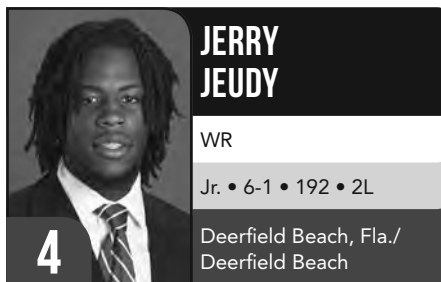 JERRY
JEUDY
WR
Jr. • 6-1 • 192 • 2L
Deerfield Beach, Fla./
Deerfield Beach
4